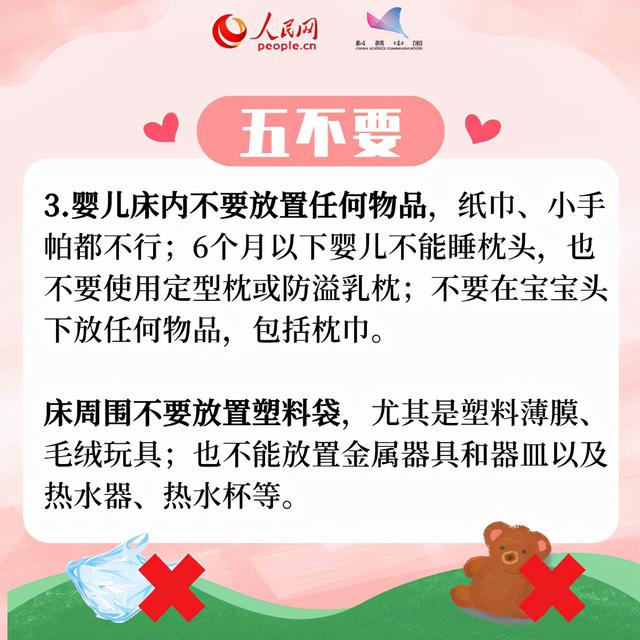 人民网
people.cn
科普中国
CHINA SCIENCE COMMUNICATION
五不要
3.婴儿床内不要放置任何物品，纸巾、小手
帕都不行；6个月以下婴儿不能睡枕头，也
不要使用定型枕或防溢乳枕；不要在宝宝头
下放任何物品，包括枕巾。
床周围不要放置塑料袋，尤其是塑料薄膜、
毛绒玩具；也不能放置金属器具和器皿以及
热水器、热水杯等。